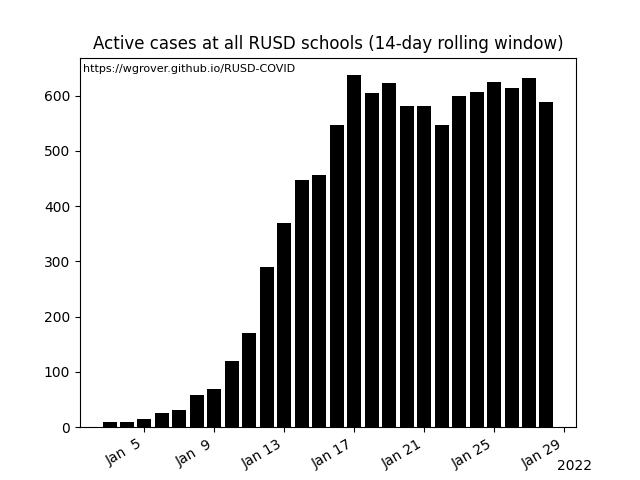 Active cases at all RUSD schools (14-day rolling window)
https://wgrover.github.io/RUSD-COVID
600
500
400
300
200
100
0
Jan 5 Jan 9 Jan 13 Jan 17 Jan 21 Jan 25 Jan 29
2022